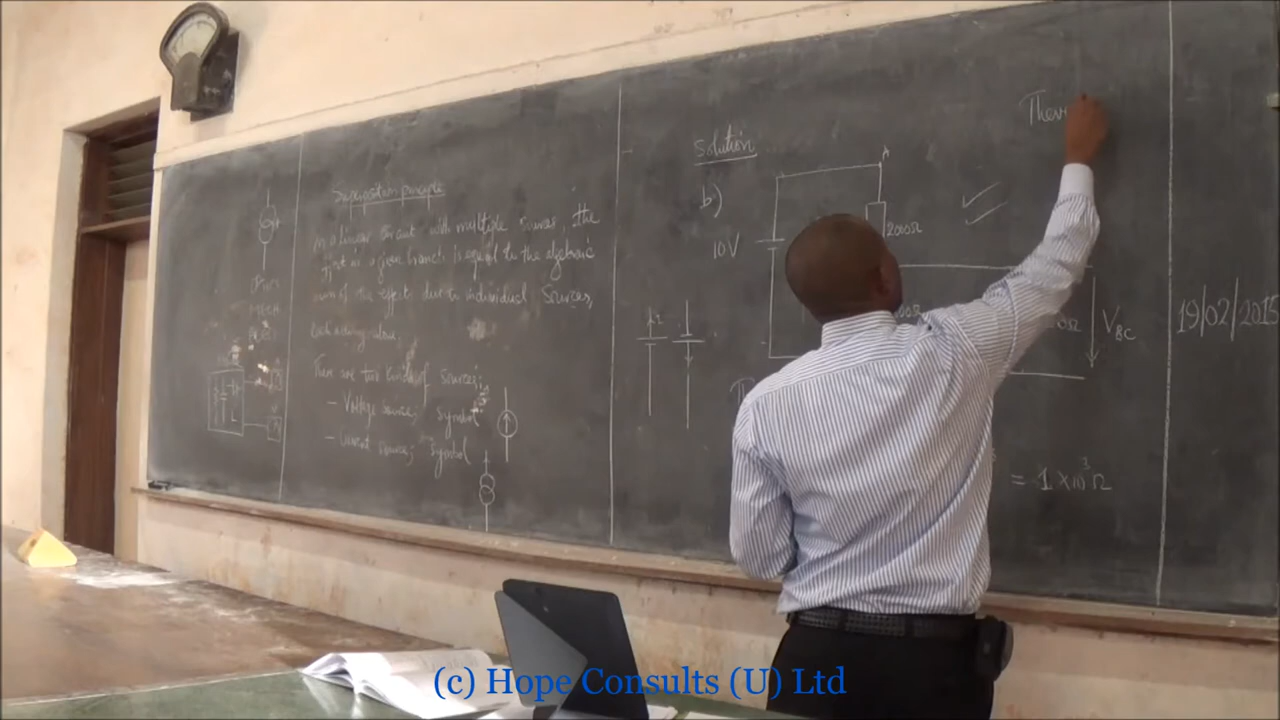 Superposition principle
In a linear circuit with multiple sources, the
effect in a given branch is equal to the algebraic
sum of the effects due to individual sources,
each acting alone.
There are two kinds of sources;
- Voltage source; symbol
- Current source; symbol
Solution
b)
A
10V
2000Ω
V_BC
= 1 x10³ Ω
Thev
19/02/2015
(c) Hope Consults (U) Ltd